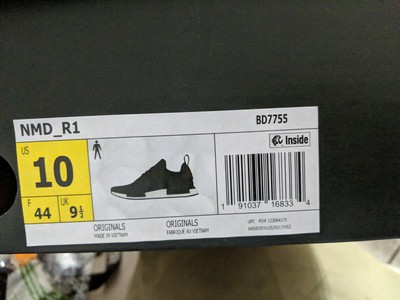 NMD_R1
BD7755
US
10
F
44
UK
9½
ORIGINALS
MADE IN VIETNAM
ORIGINALS
FABRIQUÉ AU VIETNAM
Inside
1 91037 16833 4